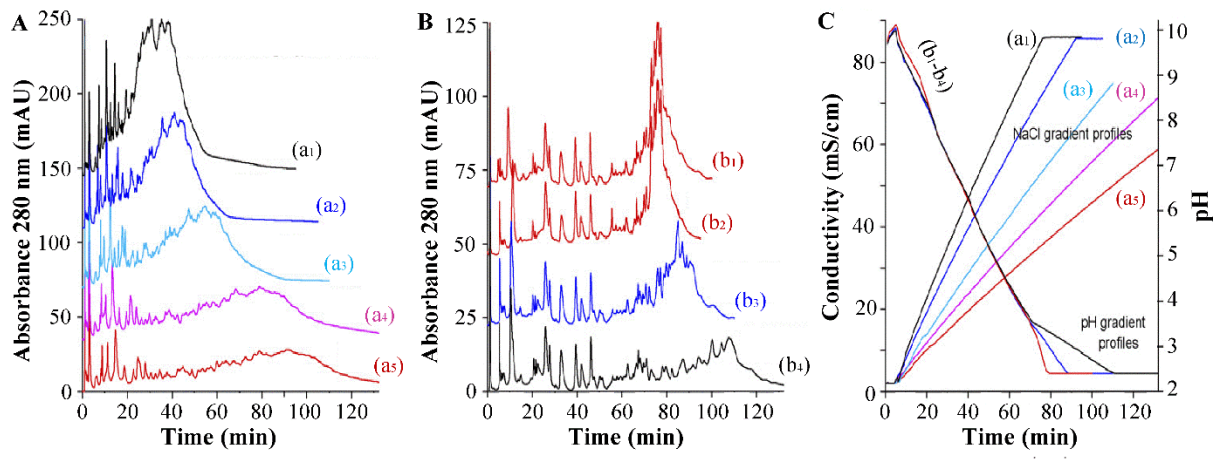 A
Absorbance 280 nm (mAU)
250
200
150
100
50
0
(a1)
(a2)
(a3)
(a4)
(a5)
0 20 40 60 80 100 120
Time (min)
B
Absorbance 280 nm (mAU)
125
100
75
50
25
0
(b1)
(b2)
(b3)
(b4)
0 20 40 60 80 100 120
Time (min)
C
Conductivity (mS/cm)
80
60
40
20
0
(b1-b4)
(a1)
(a2)
(a3)
(a4)
(a5)
NaCl gradient profiles
pH gradient
profiles
10
9
8
7
6
5
4
3
2
pH
0 20 40 60 80 100 120
Time (min)